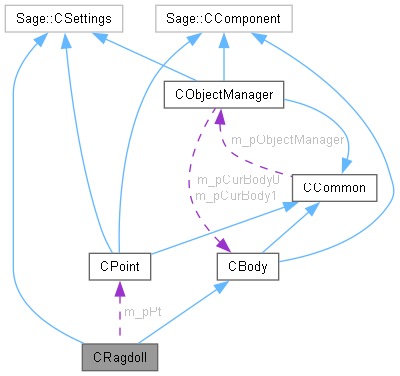 Sage::CSettings
Sage::CComponent
CObjectManager
m_pObjectManager
m_pCurBody0
m_pCurBody1
CCommon
CPoint
CBody
m_pPt
CRagdoll